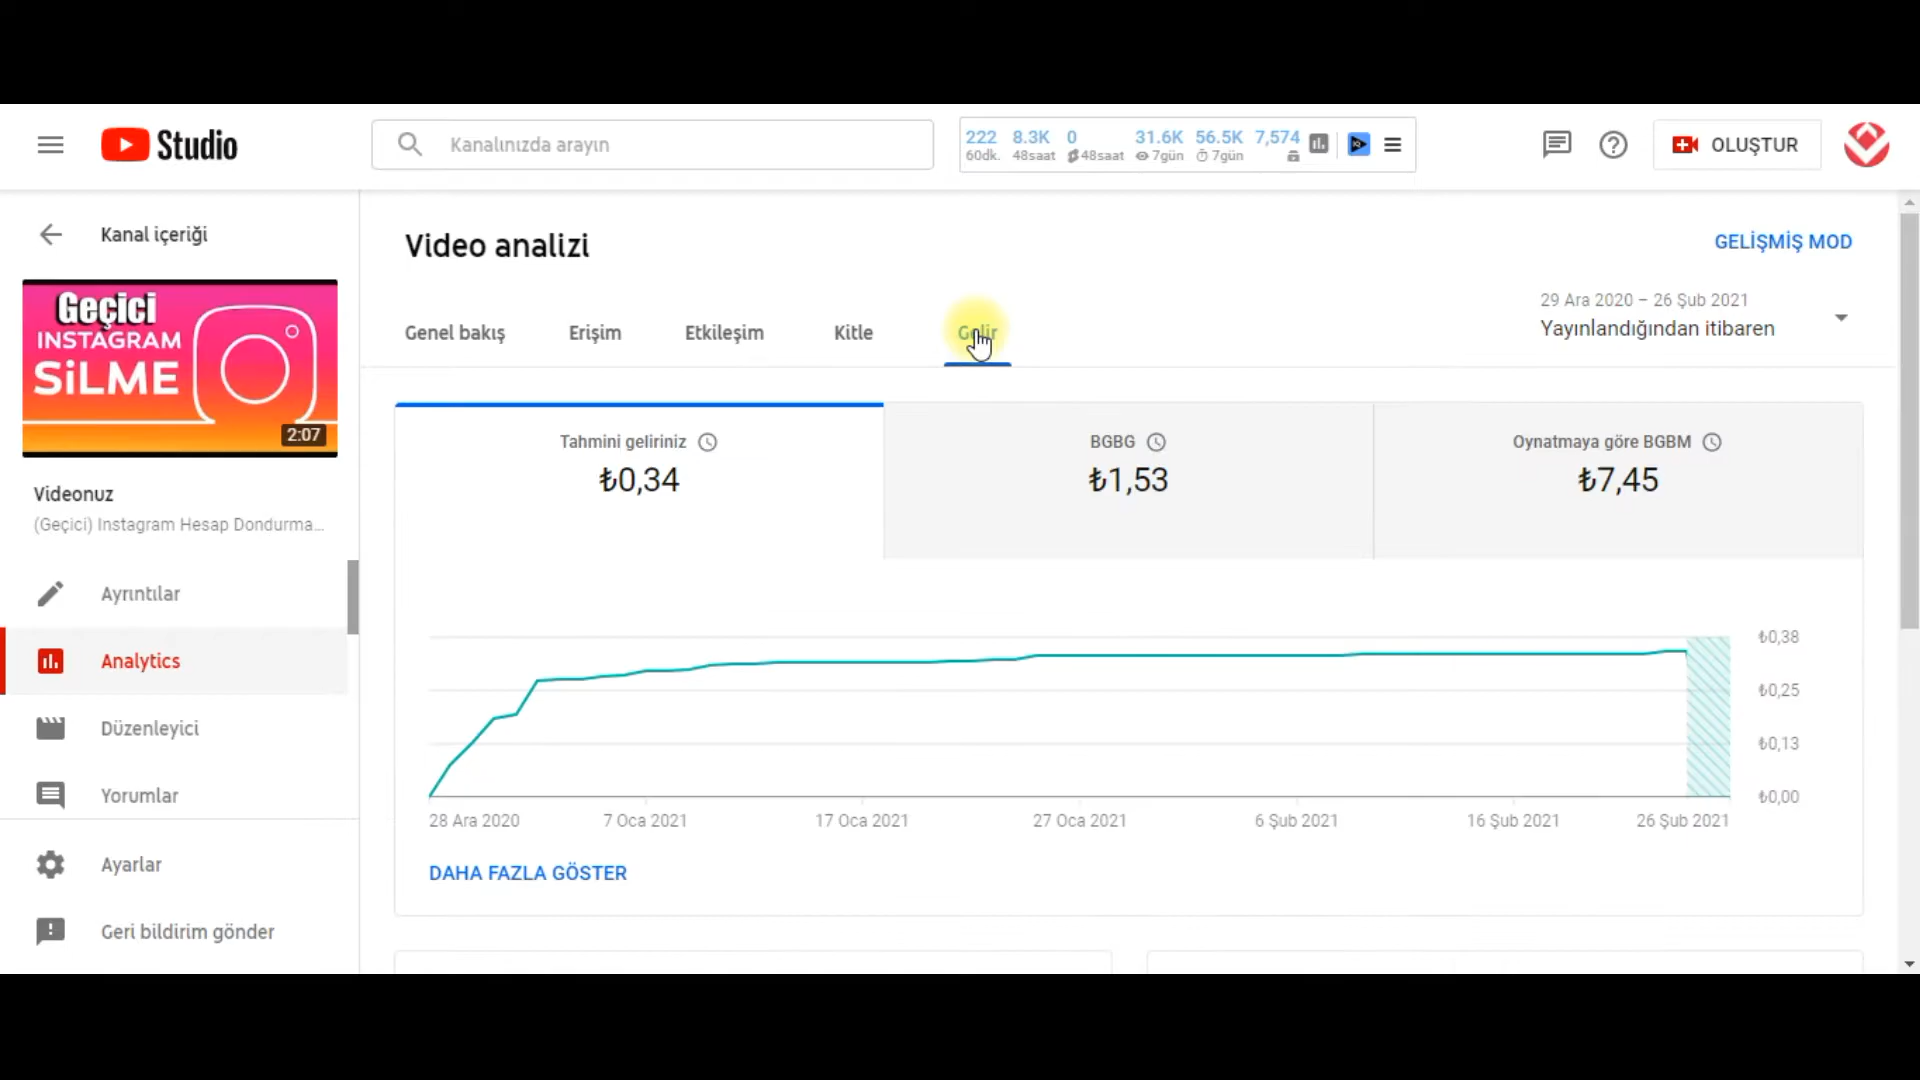 Studio
Kanalınızda arayın
222 8.3K 0 31.6K 56.5K 7,574
60dk. 48saat 48saat 7gün 7gün
OLUŞTUR
Kanal içeriği
Geçici
INSTAGRAM
SiLME
2:07
Videonuz
(Geçici) Instagram Hesap Dondurma...
Ayrıntılar
Analytics
Düzenleyici
Yorumlar
Ayarlar
Geri bildirim gönder
Video analizi
GELİŞMİŞ MOD
29 Ara 2020 – 26 Şub 2021
Yayınlandığından itibaren
Genel bakış Erişim Etkileşim Kitle Gelir
Tahmini geliriniz
₺0,34
BGBG
₺1,53
Oynatmaya göre BGBM
₺7,45
₺0,38
₺0,25
₺0,13
₺0,00
28 Ara 2020 7 Oca 2021 17 Oca 2021 27 Oca 2021 6 Şub 2021 16 Şub 2021 26 Şub 2021
DAHA FAZLA GÖSTER